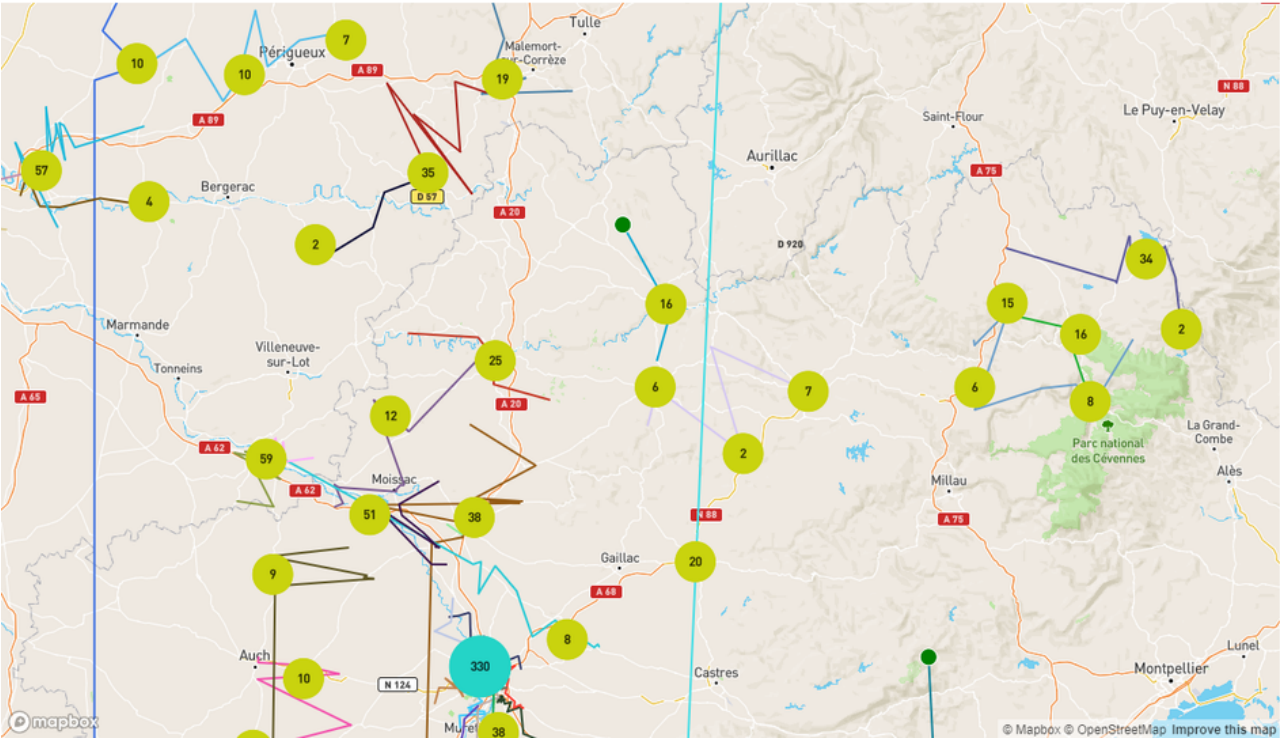 Tulle
7
10
Périgueux
10
Malemort-
sur-Corrèze
A 89
19
N 88
A 89
Le Puy-en-Velay
Saint-Flour
57
Aurillac
A 75
35
Bergerac
D 57
4
A 20
2
D 920
34
16
15
Marmande
16
2
Villeneuve-
sur-Lot
25
Tonneins
6
7
6
A 65
A 20
8
12
La Grand-
Combe
Parc national
des Cévennes
A 62
59
2
Alès
Moissac
Millau
A 62
51
38
N 88
A 75
Gaillac
20
9
A 68
8
Auch
330
Lunel
10
N 124
Castres
Montpellier
mapbox
Muret
38
© Mapbox © OpenStreetMap Improve this map